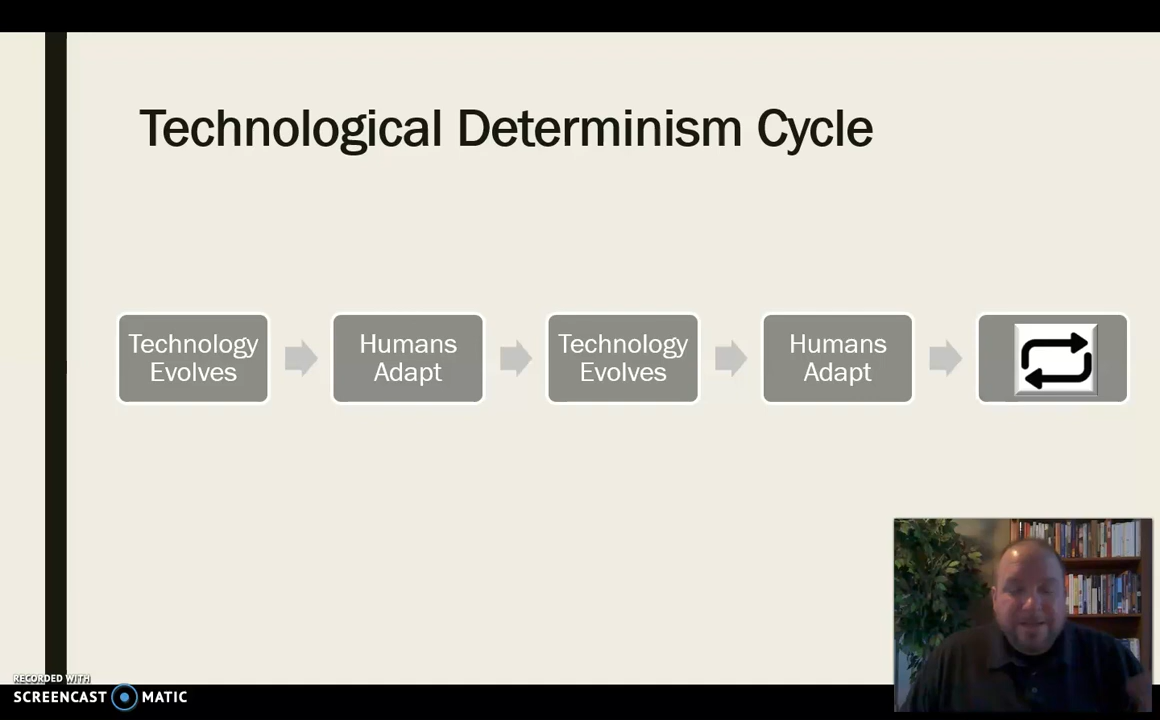 Technological Determinism Cycle
Technology
Evolves
Humans
Adapt
Technology
Evolves
Humans
Adapt
RECORDED WITH
SCREENCAST MATIC